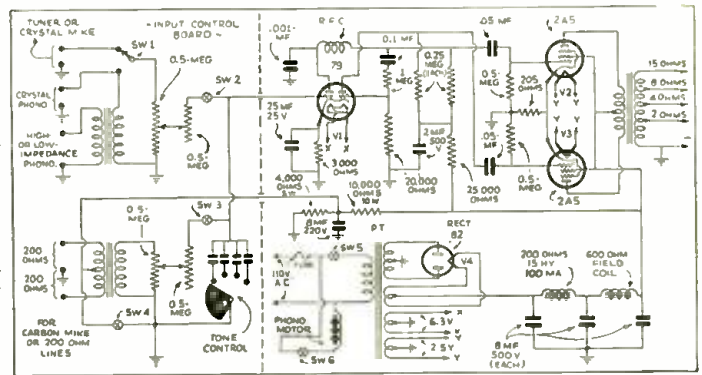 TUNER OR
CRYSTAL MIKE
~INPUT CONTROL
BOARD~
SW 1
0.5-MEG
SW 2
CRYSTAL
PHONO
HIGH-
OR LOW-
IMPEDANCE
PHONO.
0.5-
MEG
.001-
MF
R F C
79
0.1 MF
1
MEG
0.25
MEG
(EACH)
.05 MF
2A5
25 MF
25 V
V1
X X
3,000
OHMS
2 MF
500
V
20,000
OHMS
0.5-
MEG
205
OHMS
V2
Y Y
Y Y
V3
.05-
MF
0.5-
MEG
25,000
OHMS
2A5
15 OHMS
8 OHMS
4 OHMS
2 OHMS
4,000
OHMS
5W
8 MF
220V
10,000
OHMS
10 W
0.5-MEG
SW 3
200
OHMS
200
OHMS
SW 4
0.5-
MEG
FOR
CARBON MIKE
OR 200 OHM
LINES
TONE
CONTROL
110V
A C
SW 5
P T
PHONO
MOTOR
SW 6
RECT
82
V4
X
6.3 V
X
Y
2.5 V
Y
200 OHMS
15 HY
100 MA
600 OHM
FIELD
COIL
8 MF
500 V
(EACH)